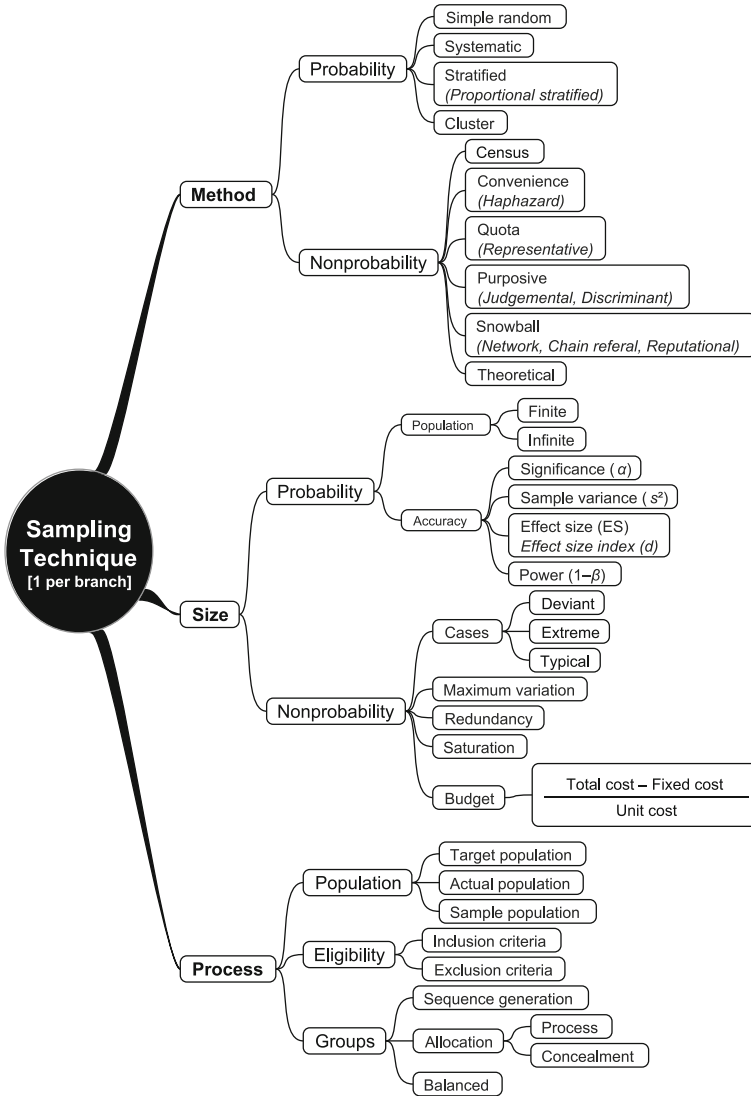 Sampling
Technique
[1 per branch]
Method
Probability
Simple random
Systematic
Stratified
(Proportional stratified)
Cluster
Nonprobability
Census
Convenience
(Haphazard)
Quota
(Representative)
Purposive
(Judgemental, Discriminant)
Snowball
(Network, Chain referal, Reputational)
Theoretical
Size
Probability
Population
Finite
Infinite
Accuracy
Significance (α)
Sample variance (s²)
Effect size (ES)
Effect size index (d)
Power (1–β)
Nonprobability
Cases
Deviant
Extreme
Typical
Maximum variation
Redundancy
Saturation
Budget
Total cost – Fixed cost
Unit cost
Process
Population
Target population
Actual population
Sample population
Eligibility
Inclusion criteria
Exclusion criteria
Groups
Sequence generation
Allocation
Process
Concealment
Balanced